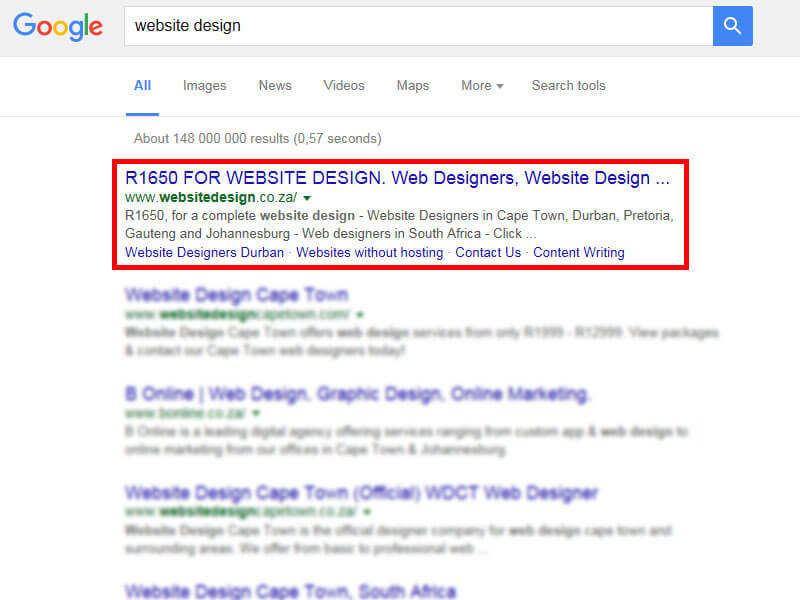 Google
website design
All Images News Videos Maps More Search tools
About 148 000 000 results (0,57 seconds)
R1650 FOR WEBSITE DESIGN. Web Designers, Website Design ...
www.websitedesign.co.za/
R1650, for a complete website design - Website Designers in Cape Town, Durban, Pretoria,
Gauteng and Johannesburg - Web designers in South Africa - Click ...
Website Designers Durban · Websites without hosting · Contact Us · Content Writing
Website Design Cape Town
www.websitedesigncapetown.com/
Website Design Cape Town offers web design services from only R1999 - R12999. View packages
& contact our Cape Town web designers today!
B Online | Web Design, Graphic Design, Online Marketing.
www.bonline.co.za/
B Online is a leading digital agency offering services ranging from custom app & web design to
online marketing from our offices in Cape Town & Johannesburg.
Website Design Cape Town (Official) WDCT Web Designer
www.websitedesigncapetown.co.za/
Website Design Cape Town is the official designer company for web design cape town and
surrounding areas. We offer from basic to professional web ...
Website Design Cape Town, South Africa